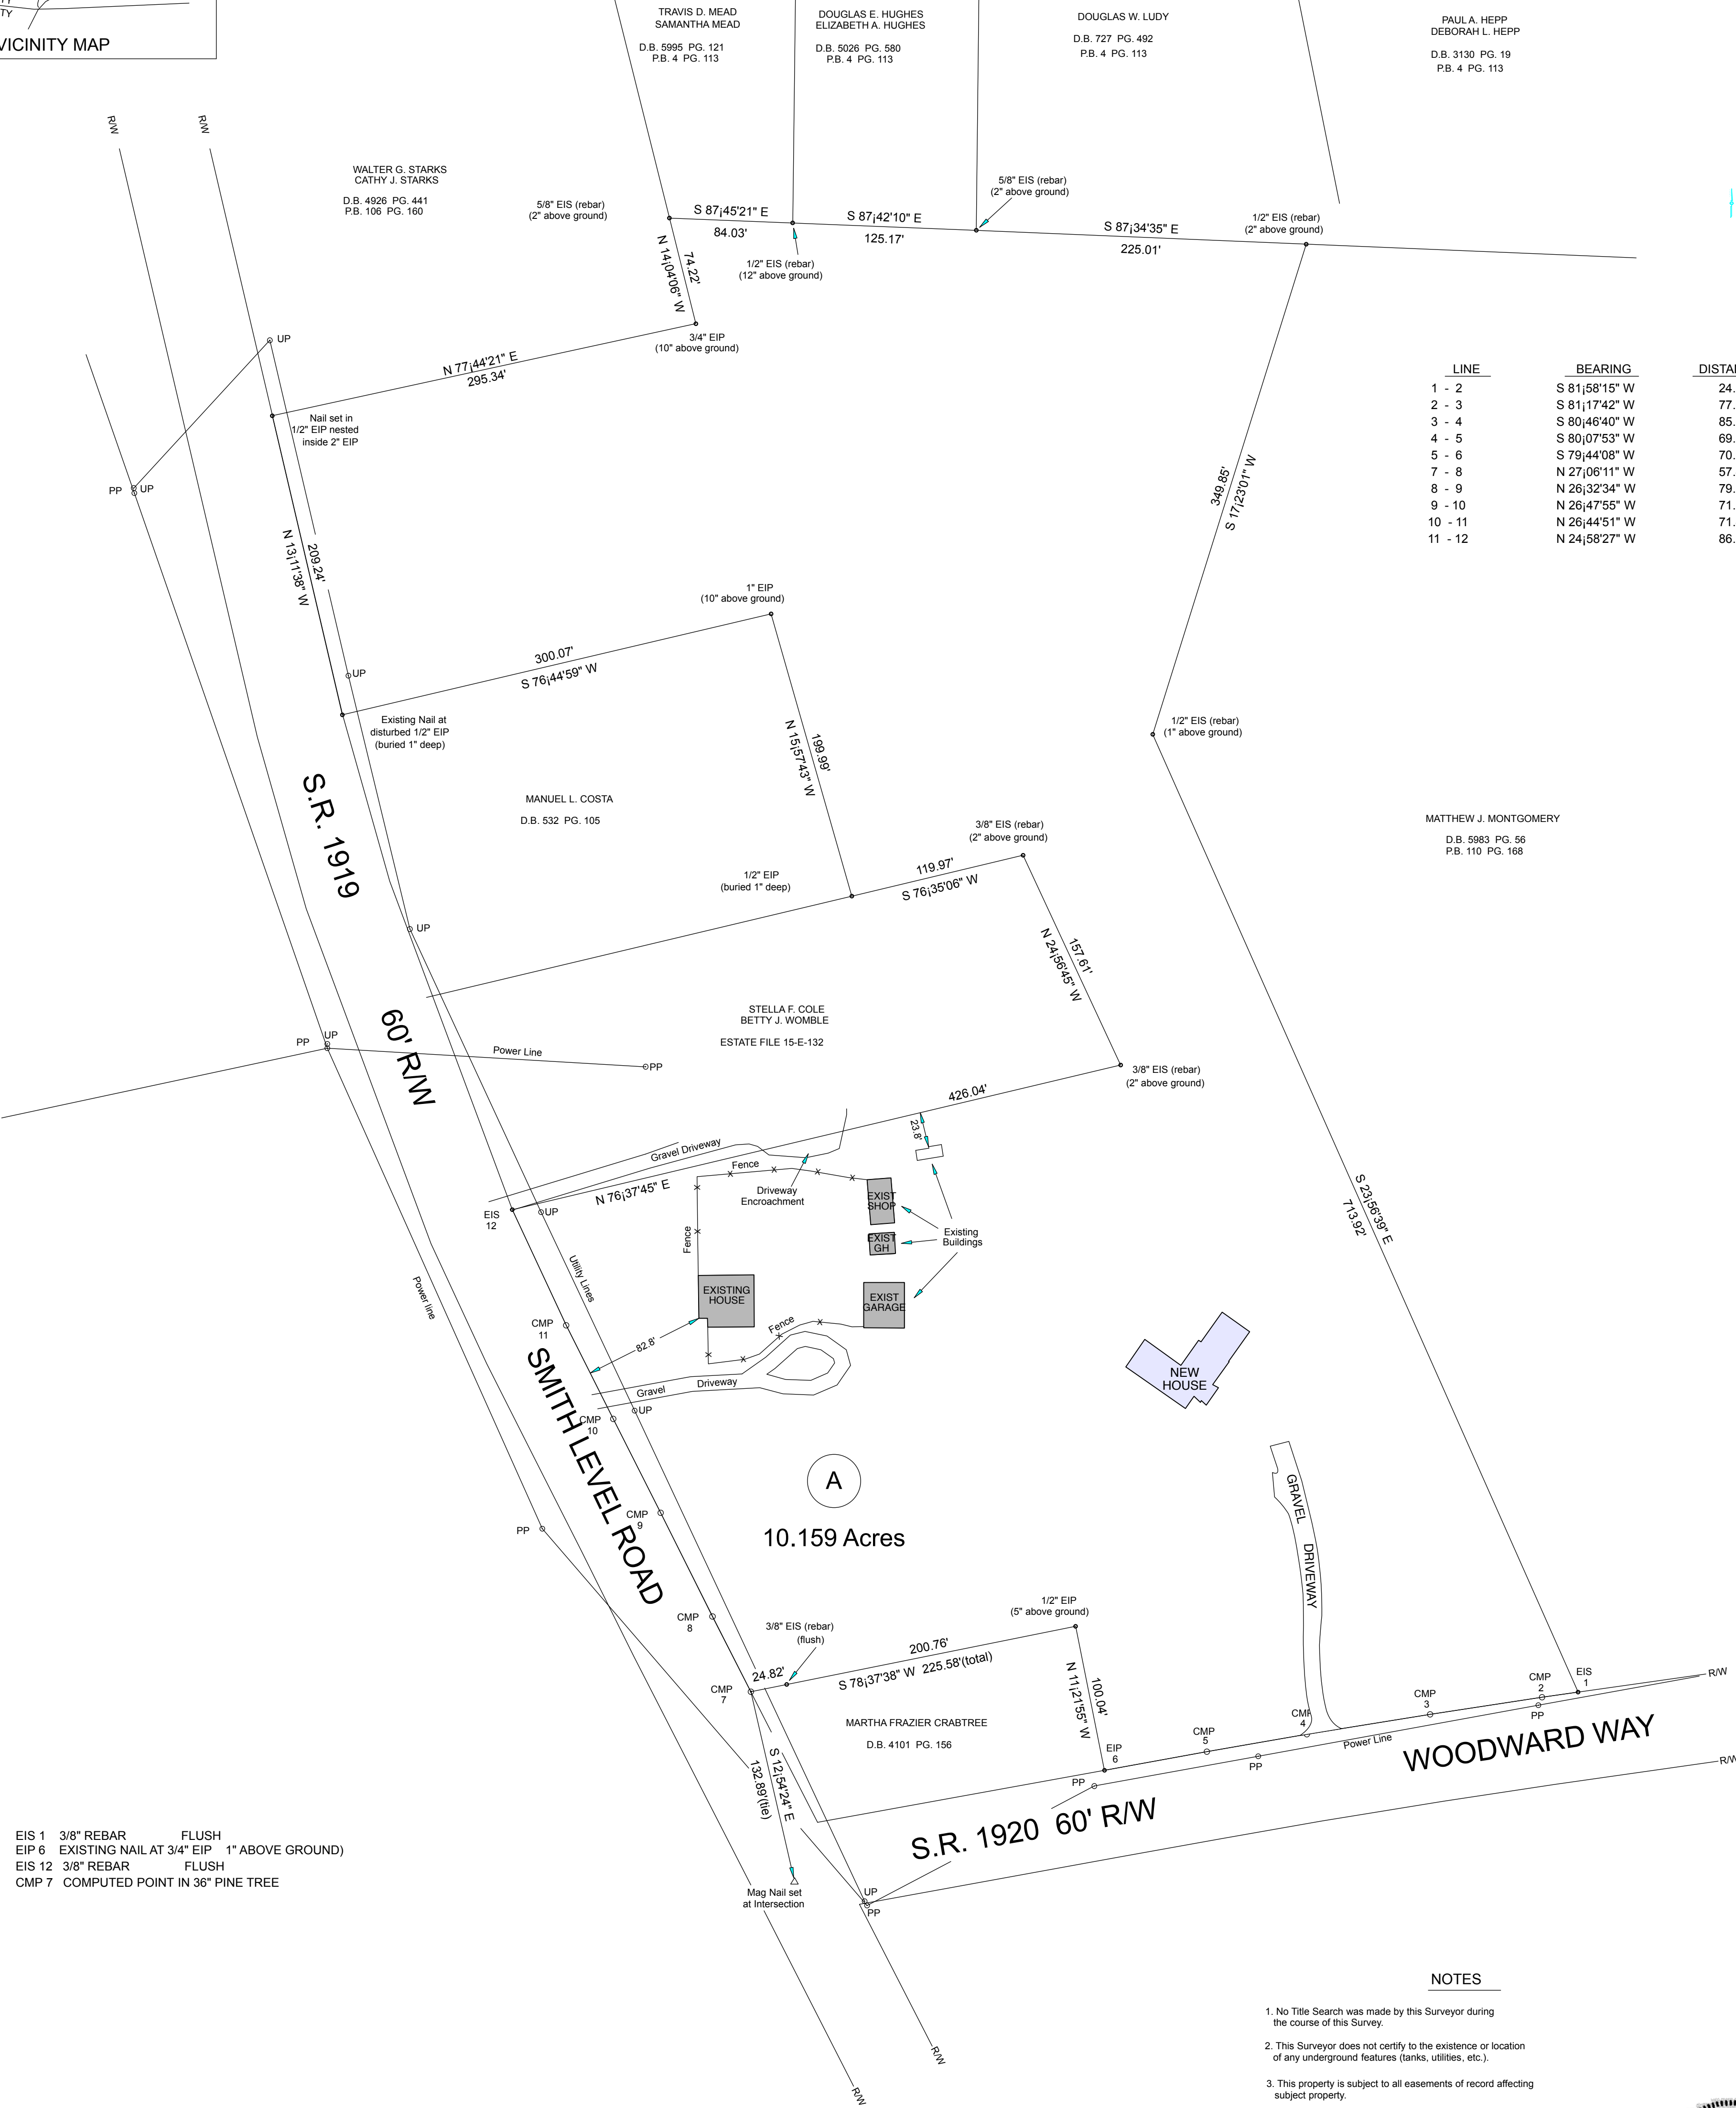 TY
TY
VICINITY MAP
TRAVIS D. MEAD
SAMANTHA MEAD
D.B. 5995 PG. 121
P.B. 4 PG. 113
DOUGLAS E. HUGHES
ELIZABETH A. HUGHES
D.B. 5026 PG. 580
P.B. 4 PG. 113
DOUGLAS W. LUDY
D.B. 727 PG. 492
P.B. 4 PG. 113
PAUL A. HEPP
DEBORAH L. HEPP
D.B. 3130 PG. 19
P.B. 4 PG. 113
R/W
R/W
WALTER G. STARKS
CATHY J. STARKS
D.B. 4926 PG. 441
P.B. 106 PG. 160
5/8" EIS (rebar)
(2" above ground)
S 87¡45'21" E
84.03'
1/2" EIS (rebar)
(12" above ground)
S 87¡42'10" E
125.17'
5/8" EIS (rebar)
(2" above ground)
S 87¡34'35" E
225.01'
1/2" EIS (rebar)
(2" above ground)
74.22'
N 14¡04'06" W
3/4" EIP
(10" above ground)
UP
N 77¡44'21" E
295.34'
Nail set in
1/2" EIP nested
inside 2" EIP
PP
UP
209.24'
N 13¡11'38" W
349.85'
S 17¡23'01" W
LINE BEARING DISTA
1 - 2 S 81¡58'15" W 24.
2 - 3 S 81¡17'42" W 77.
3 - 4 S 80¡46'40" W 85.
4 - 5 S 80¡07'53" W 69.
5 - 6 S 79¡44'08" W 70.
7 - 8 N 27¡06'11" W 57.
8 - 9 N 26¡32'34" W 79.
9 - 10 N 26¡47'55" W 71.
10 - 11 N 26¡44'51" W 71.
11 - 12 N 24¡58'27" W 86.
1" EIP
(10" above ground)
300.07'
S 76¡44'59" W
UP
Existing Nail at
disturbed 1/2" EIP
(buried 1" deep)
199.99'
N 15¡57'43" W
1/2" EIS (rebar)
(1" above ground)
S.R. 1919
MANUEL L. COSTA
D.B. 532 PG. 105
MATTHEW J. MONTGOMERY
D.B. 5983 PG. 56
P.B. 110 PG. 168
3/8" EIS (rebar)
(2" above ground)
1/2" EIP
(buried 1" deep)
119.97'
S 76¡35'06" W
UP
157.61'
N 24¡56'45" W
60' R/W
STELLA F. COLE
BETTY J. WOMBLE
ESTATE FILE 15-E-132
PP
UP
Power Line
PP
3/8" EIS (rebar)
(2" above ground)
426.04'
23.8'
Gravel Driveway
Fence
Driveway
Encroachment
N 76¡37'45" E
EIS
12
UP
Fence
EXIST
SHOP
EXIST
GH
Existing
Buildings
S 23¡56'39" E
713.92'
Utility Lines
Power line
EXISTING
HOUSE
EXIST
GARAGE
Fence
CMP
11
82.8'
SMITH LEVEL ROAD
Gravel Driveway
NEW
HOUSE
CMP
10
UP
A
10.159 Acres
GRAVEL DRIVEWAY
CMP
9
PP
CMP
8
3/8" EIS (rebar)
(flush)
1/2" EIP
(5" above ground)
24.82'
200.76'
S 78¡37'38" W 225.58'(total)
100.04'
N 11¡21'55" W
CMP
7
MARTHA FRAZIER CRABTREE
D.B. 4101 PG. 156
EIP
6
CMP
5
CMP
4
CMP
3
CMP
2
EIS
1
R/W
PP
PP
PP
Power Line
WOODWARD WAY
R/W
S 12¡54'24" E
132.89'(tie)
S.R. 1920 60' R/W
EIS 1 3/8" REBAR FLUSH
EIP 6 EXISTING NAIL AT 3/4" EIP 1" ABOVE GROUND)
EIS 12 3/8" REBAR FLUSH
CMP 7 COMPUTED POINT IN 36" PINE TREE
Mag Nail set
at Intersection
UP
PP
R/W
R/W
NOTES
1. No Title Search was made by this Surveyor during
the course of this Survey.
2. This Surveyor does not certify to the existence or location
of any underground features (tanks, utilities, etc.).
3. This property is subject to all easements of record affecting
subject property.